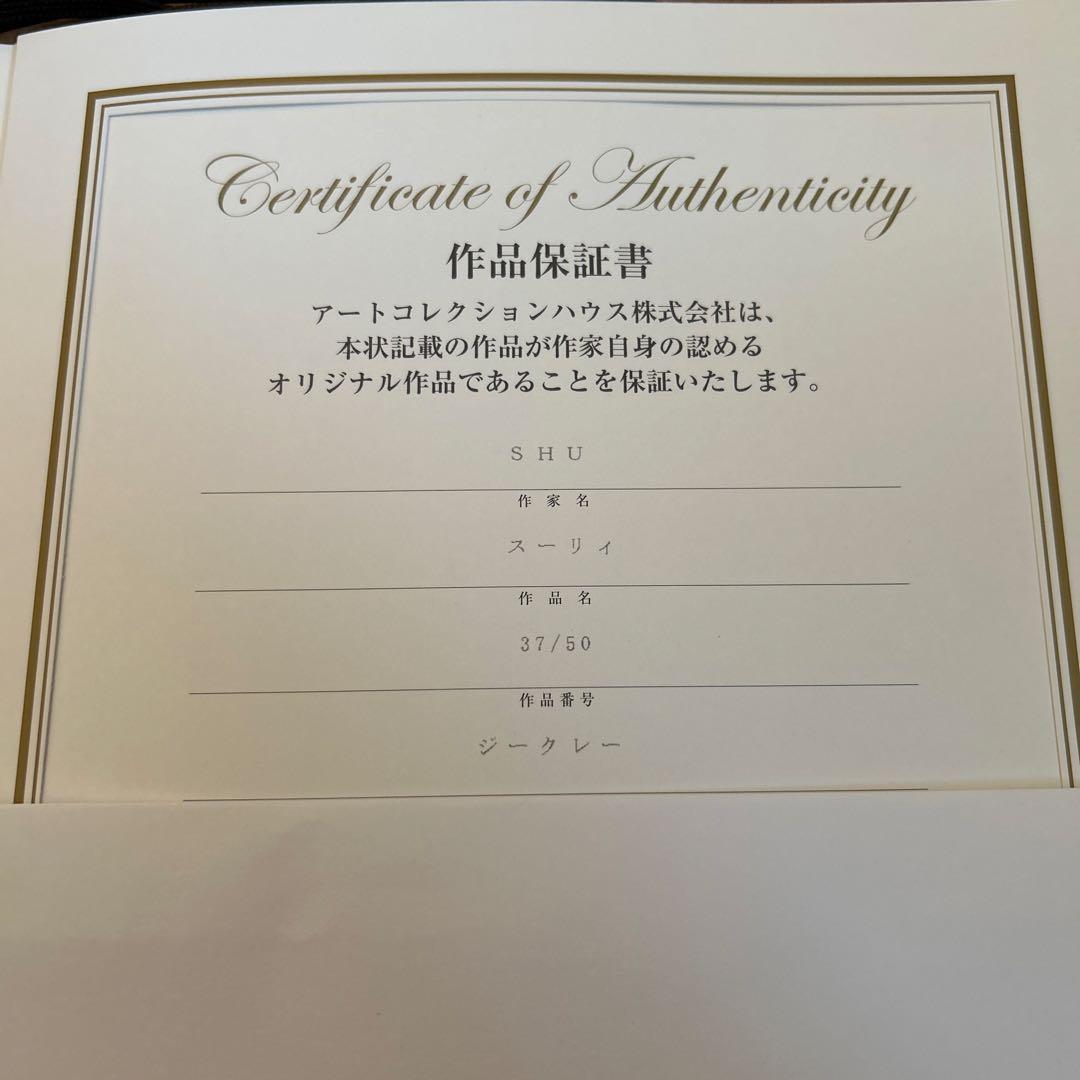 Certificate of Authenticity
作品保証書
アートコレクションハウス株式会社は、
本状記載の作品が作家自身の認める
オリジナル作品であることを保証いたします。
SHU
作家名
スーリィ
作品名
37/50
作品番号
ジークレー